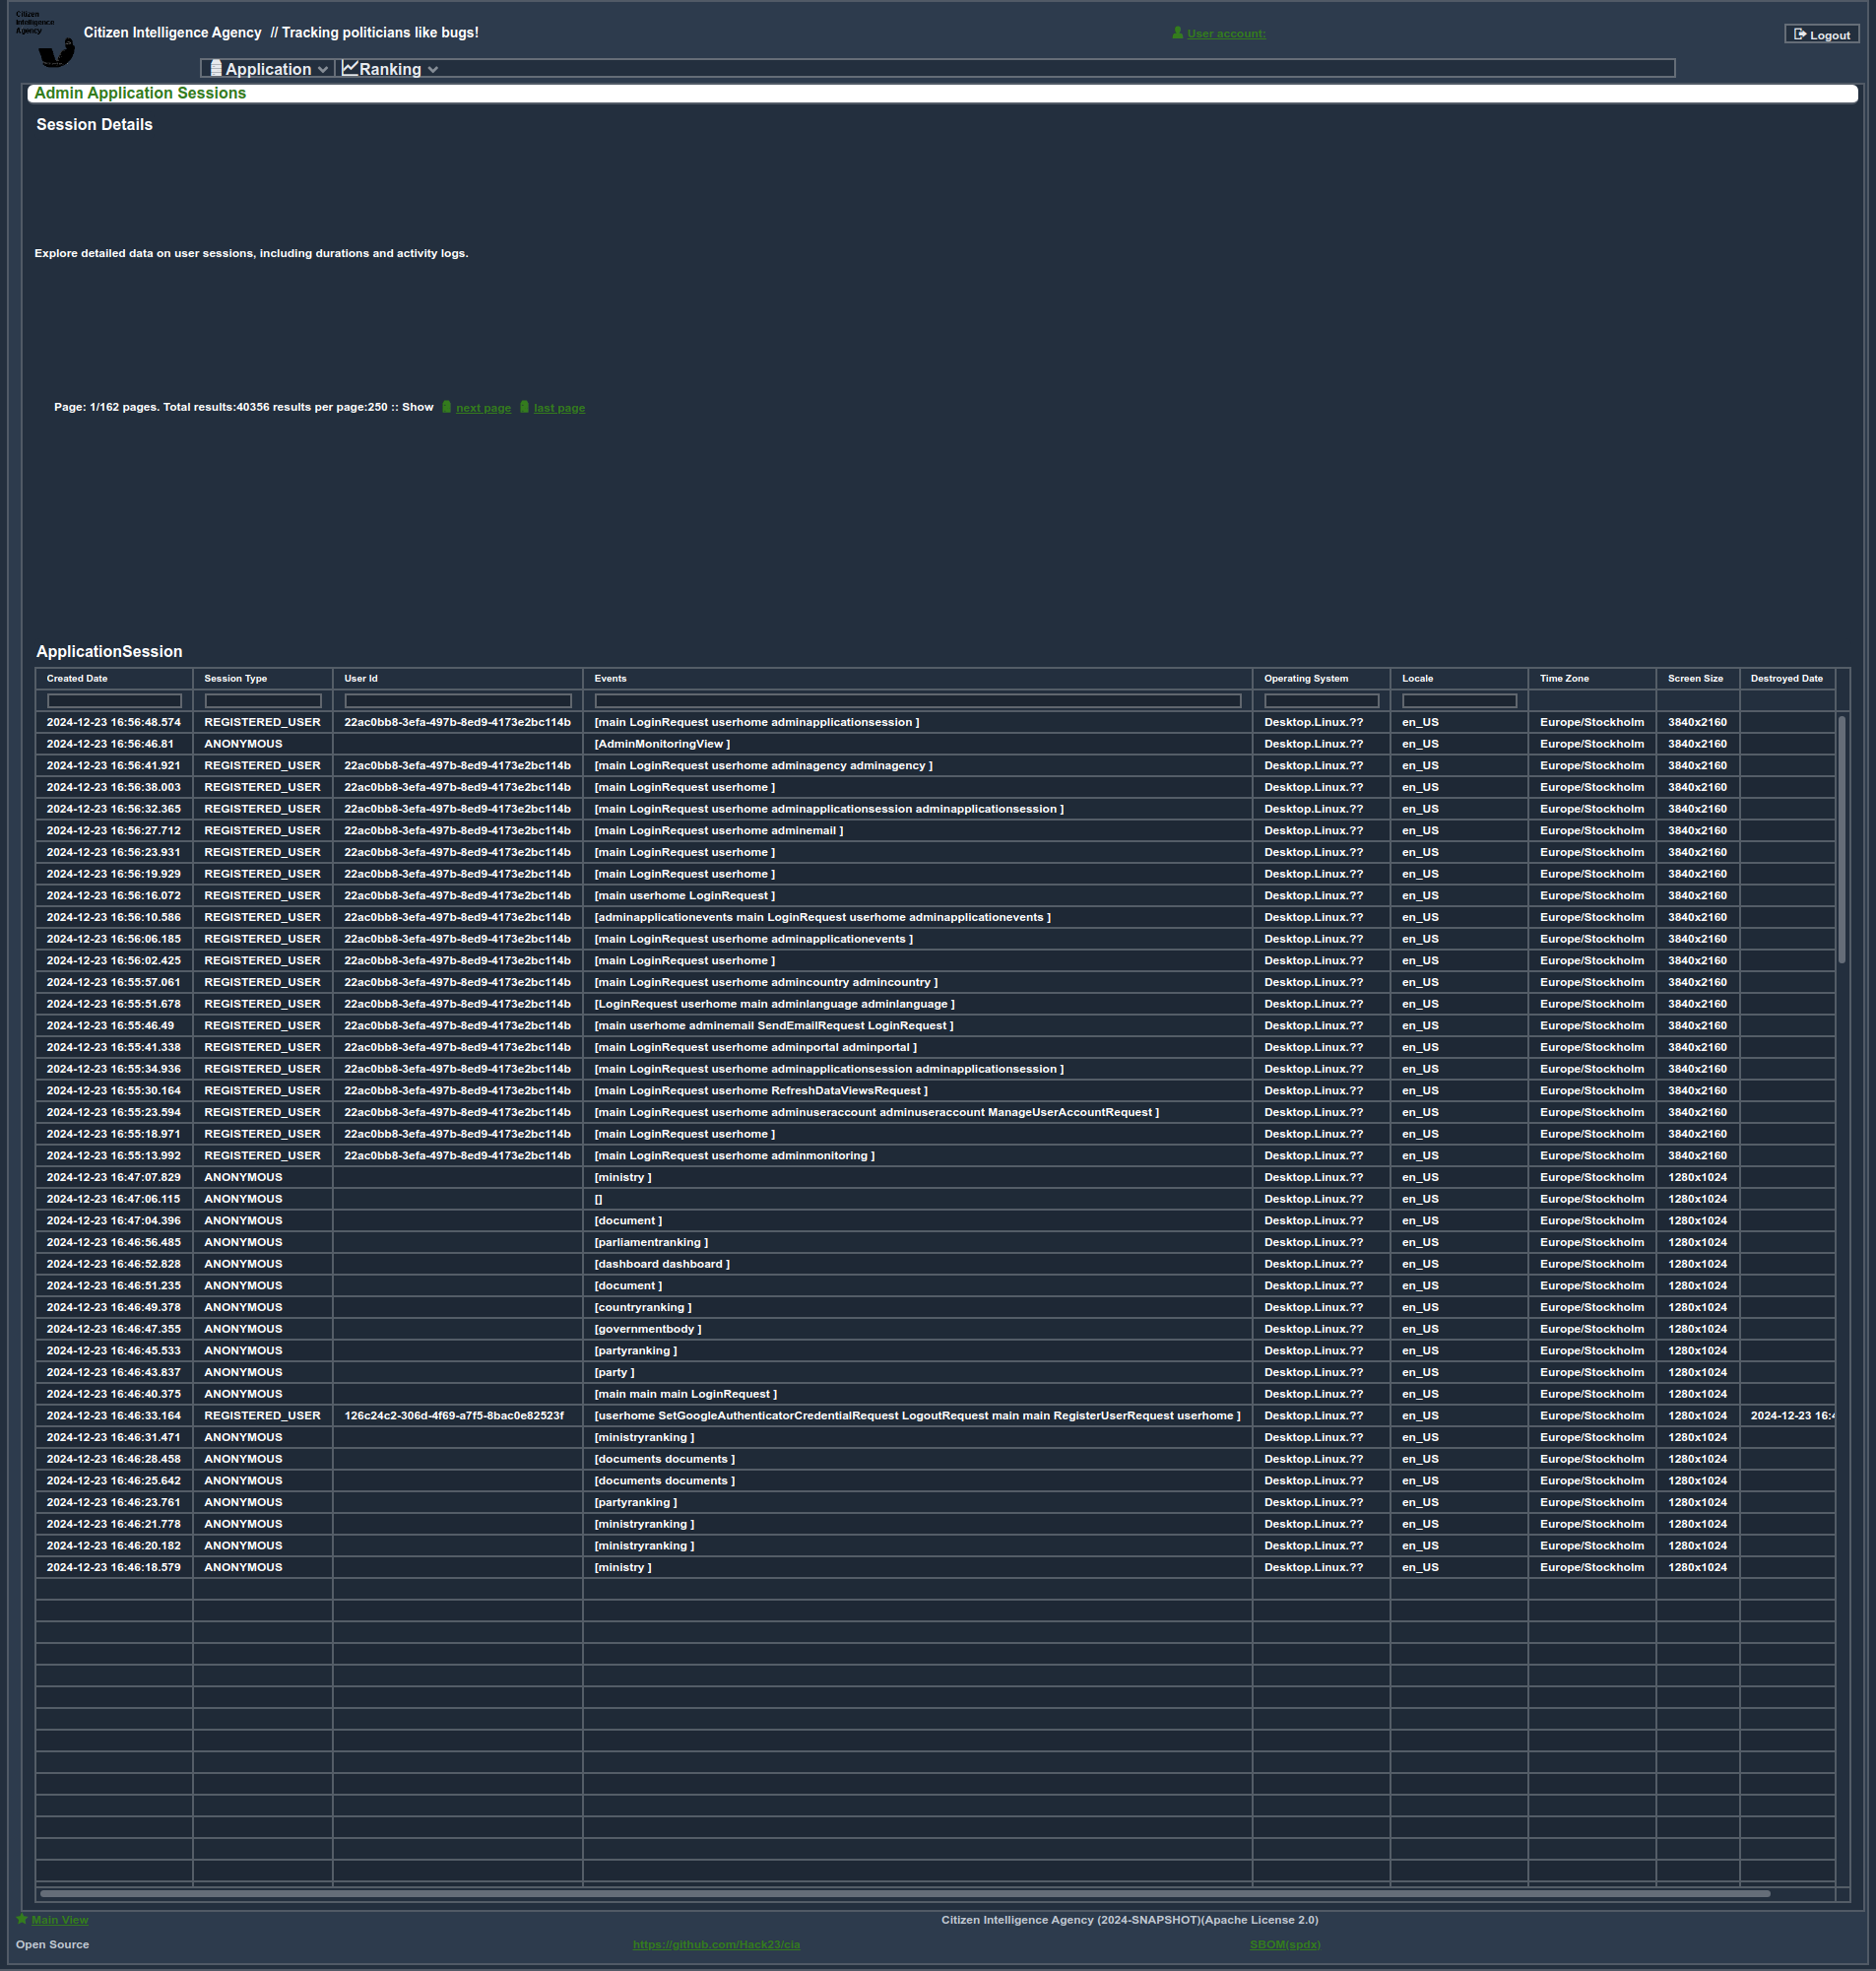 Citizen
Intelligence
Agency
Citizen Intelligence Agency // Tracking politicians like bugs!
User account:
Logout
Application Ranking
Admin Application Sessions
Session Details
Explore detailed data on user sessions, including durations and activity logs.
Page: 1/162 pages. Total results:40356 results per page:250 :: Show next page last page
ApplicationSession
Created Date Session Type User Id Events Operating System Locale Time Zone Screen Size Destroyed Date
2024-12-23 16:56:48.574 REGISTERED_USER 22ac0bb8-3efa-497b-8ed9-4173e2bc114b [main LoginRequest userhome adminapplicationsession ] Desktop.Linux.?? en_US Europe/Stockholm 3840x2160
2024-12-23 16:56:46.81 ANONYMOUS [AdminMonitoringView ] Desktop.Linux.?? en_US Europe/Stockholm 3840x2160
2024-12-23 16:56:41.921 REGISTERED_USER 22ac0bb8-3efa-497b-8ed9-4173e2bc114b [main LoginRequest userhome adminagency adminagency ] Desktop.Linux.?? en_US Europe/Stockholm 3840x2160
2024-12-23 16:56:38.003 REGISTERED_USER 22ac0bb8-3efa-497b-8ed9-4173e2bc114b [main LoginRequest userhome ] Desktop.Linux.?? en_US Europe/Stockholm 3840x2160
2024-12-23 16:56:32.365 REGISTERED_USER 22ac0bb8-3efa-497b-8ed9-4173e2bc114b [main LoginRequest userhome adminapplicationsession adminapplicationsession ] Desktop.Linux.?? en_US Europe/Stockholm 3840x2160
2024-12-23 16:56:27.712 REGISTERED_USER 22ac0bb8-3efa-497b-8ed9-4173e2bc114b [main LoginRequest userhome adminemail ] Desktop.Linux.?? en_US Europe/Stockholm 3840x2160
2024-12-23 16:56:23.931 REGISTERED_USER 22ac0bb8-3efa-497b-8ed9-4173e2bc114b [main LoginRequest userhome ] Desktop.Linux.?? en_US Europe/Stockholm 3840x2160
2024-12-23 16:56:19.929 REGISTERED_USER 22ac0bb8-3efa-497b-8ed9-4173e2bc114b [main LoginRequest userhome ] Desktop.Linux.?? en_US Europe/Stockholm 3840x2160
2024-12-23 16:56:16.072 REGISTERED_USER 22ac0bb8-3efa-497b-8ed9-4173e2bc114b [main userhome LoginRequest ] Desktop.Linux.?? en_US Europe/Stockholm 3840x2160
2024-12-23 16:56:10.586 REGISTERED_USER 22ac0bb8-3efa-497b-8ed9-4173e2bc114b [adminapplicationevents main LoginRequest userhome adminapplicationevents ] Desktop.Linux.?? en_US Europe/Stockholm 3840x2160
2024-12-23 16:56:06.185 REGISTERED_USER 22ac0bb8-3efa-497b-8ed9-4173e2bc114b [main LoginRequest userhome adminapplicationevents ] Desktop.Linux.?? en_US Europe/Stockholm 3840x2160
2024-12-23 16:56:02.425 REGISTERED_USER 22ac0bb8-3efa-497b-8ed9-4173e2bc114b [main LoginRequest userhome ] Desktop.Linux.?? en_US Europe/Stockholm 3840x2160
2024-12-23 16:55:57.061 REGISTERED_USER 22ac0bb8-3efa-497b-8ed9-4173e2bc114b [main LoginRequest userhome admincountry admincountry ] Desktop.Linux.?? en_US Europe/Stockholm 3840x2160
2024-12-23 16:55:51.678 REGISTERED_USER 22ac0bb8-3efa-497b-8ed9-4173e2bc114b [LoginRequest userhome main adminlanguage adminlanguage ] Desktop.Linux.?? en_US Europe/Stockholm 3840x2160
2024-12-23 16:55:46.49 REGISTERED_USER 22ac0bb8-3efa-497b-8ed9-4173e2bc114b [main userhome adminemail SendEmailRequest LoginRequest ] Desktop.Linux.?? en_US Europe/Stockholm 3840x2160
2024-12-23 16:55:41.338 REGISTERED_USER 22ac0bb8-3efa-497b-8ed9-4173e2bc114b [main LoginRequest userhome adminportal adminportal ] Desktop.Linux.?? en_US Europe/Stockholm 3840x2160
2024-12-23 16:55:34.936 REGISTERED_USER 22ac0bb8-3efa-497b-8ed9-4173e2bc114b [main LoginRequest userhome adminapplicationsession adminapplicationsession ] Desktop.Linux.?? en_US Europe/Stockholm 3840x2160
2024-12-23 16:55:30.164 REGISTERED_USER 22ac0bb8-3efa-497b-8ed9-4173e2bc114b [main LoginRequest userhome RefreshDataViewsRequest ] Desktop.Linux.?? en_US Europe/Stockholm 3840x2160
2024-12-23 16:55:23.594 REGISTERED_USER 22ac0bb8-3efa-497b-8ed9-4173e2bc114b [main LoginRequest userhome adminuseraccount adminuseraccount ManageUserAccountRequest ] Desktop.Linux.?? en_US Europe/Stockholm 3840x2160
2024-12-23 16:55:18.971 REGISTERED_USER 22ac0bb8-3efa-497b-8ed9-4173e2bc114b [main LoginRequest userhome ] Desktop.Linux.?? en_US Europe/Stockholm 3840x2160
2024-12-23 16:55:13.992 REGISTERED_USER 22ac0bb8-3efa-497b-8ed9-4173e2bc114b [main LoginRequest userhome adminmonitoring ] Desktop.Linux.?? en_US Europe/Stockholm 3840x2160
2024-12-23 16:47:07.829 ANONYMOUS [ministry ] Desktop.Linux.?? en_US Europe/Stockholm 1280x1024
2024-12-23 16:47:06.115 ANONYMOUS [] Desktop.Linux.?? en_US Europe/Stockholm 1280x1024
2024-12-23 16:47:04.396 ANONYMOUS [document ] Desktop.Linux.?? en_US Europe/Stockholm 1280x1024
2024-12-23 16:46:56.485 ANONYMOUS [parliamentranking ] Desktop.Linux.?? en_US Europe/Stockholm 1280x1024
2024-12-23 16:46:52.828 ANONYMOUS [dashboard dashboard ] Desktop.Linux.?? en_US Europe/Stockholm 1280x1024
2024-12-23 16:46:51.235 ANONYMOUS [document ] Desktop.Linux.?? en_US Europe/Stockholm 1280x1024
2024-12-23 16:46:49.378 ANONYMOUS [countryranking ] Desktop.Linux.?? en_US Europe/Stockholm 1280x1024
2024-12-23 16:46:47.355 ANONYMOUS [governmentbody ] Desktop.Linux.?? en_US Europe/Stockholm 1280x1024
2024-12-23 16:46:45.533 ANONYMOUS [partyranking ] Desktop.Linux.?? en_US Europe/Stockholm 1280x1024
2024-12-23 16:46:43.837 ANONYMOUS [party ] Desktop.Linux.?? en_US Europe/Stockholm 1280x1024
2024-12-23 16:46:40.375 ANONYMOUS [main main main LoginRequest ] Desktop.Linux.?? en_US Europe/Stockholm 1280x1024
2024-12-23 16:46:33.164 REGISTERED_USER 126c24c2-306d-4f69-a7f5-8bac0e82523f [userhome SetGoogleAuthenticatorCredentialRequest LogoutRequest main main RegisterUserRequest userhome ] Desktop.Linux.?? en_US Europe/Stockholm 1280x1024 2024-12-23 16:4
2024-12-23 16:46:31.471 ANONYMOUS [ministryranking ] Desktop.Linux.?? en_US Europe/Stockholm 1280x1024
2024-12-23 16:46:28.458 ANONYMOUS [documents documents ] Desktop.Linux.?? en_US Europe/Stockholm 1280x1024
2024-12-23 16:46:25.642 ANONYMOUS [documents documents ] Desktop.Linux.?? en_US Europe/Stockholm 1280x1024
2024-12-23 16:46:23.761 ANONYMOUS [partyranking ] Desktop.Linux.?? en_US Europe/Stockholm 1280x1024
2024-12-23 16:46:21.778 ANONYMOUS [ministryranking ] Desktop.Linux.?? en_US Europe/Stockholm 1280x1024
2024-12-23 16:46:20.182 ANONYMOUS [ministryranking ] Desktop.Linux.?? en_US Europe/Stockholm 1280x1024
2024-12-23 16:46:18.579 ANONYMOUS [ministry ] Desktop.Linux.?? en_US Europe/Stockholm 1280x1024
Main View Citizen Intelligence Agency (2024-SNAPSHOT)(Apache License 2.0)
Open Source https://github.com/Hack23/cia SBOM(spdx)